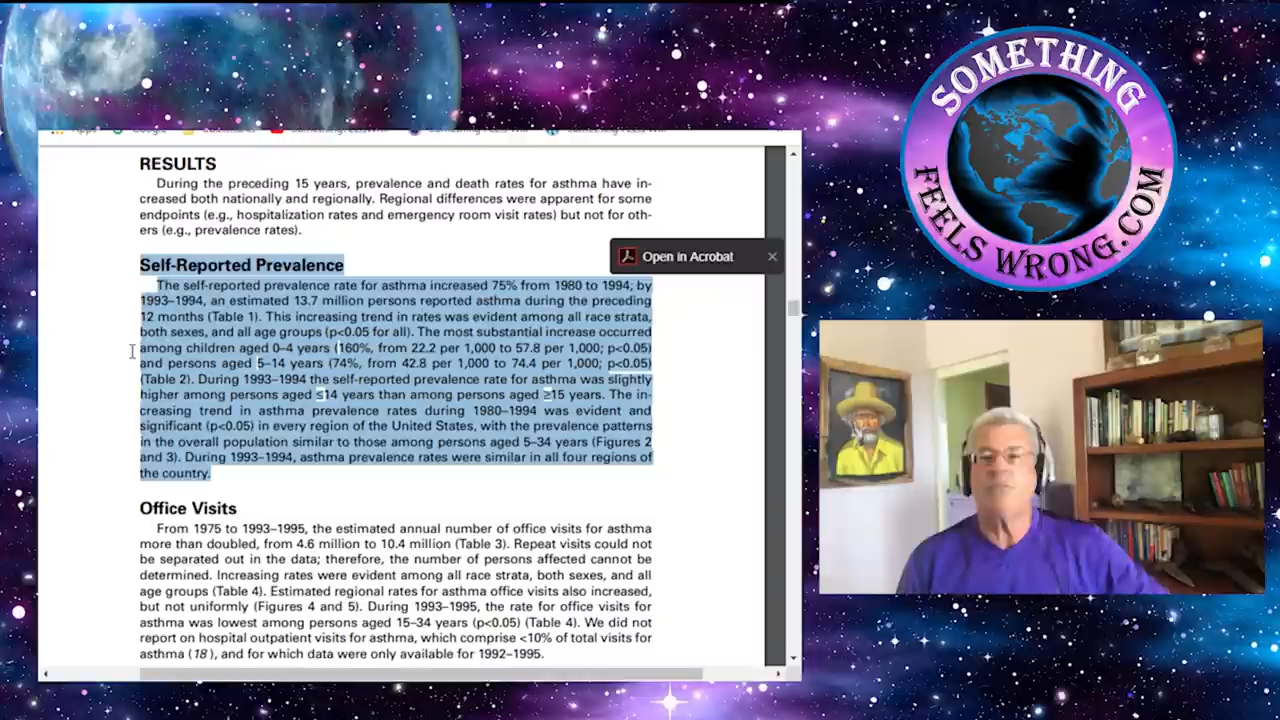 SOMETHING
FEELS WRONG.COM
RESULTS
During the preceding 15 years, prevalence and death rates for asthma have in-
creased both nationally and regionally. Regional differences were apparent for some
endpoints (e.g., hospitalization rates and emergency room visit rates) but not for oth-
ers (e.g., prevalence rates).
Open in Acrobat
Self-Reported Prevalence
The self-reported prevalence rate for asthma increased 75% from 1980 to 1994; by
1993–1994, an estimated 13.7 million persons reported asthma during the preceding
12 months (Table 1). This increasing trend in rates was evident among all race strata,
both sexes, and all age groups (p<0.05 for all). The most substantial increase occurred
among children aged 0–4 years (160%, from 22.2 per 1,000 to 57.8 per 1,000; p<0.05)
and persons aged 5–14 years (74%, from 42.8 per 1,000 to 74.4 per 1,000; p<0.05)
(Table 2). During 1993–1994 the self-reported prevalence rate for asthma was slightly
higher among persons aged ≤14 years than among persons aged ≥15 years. The in-
creasing trend in asthma prevalence rates during 1980–1994 was evident and
significant (p<0.05) in every region of the United States, with the prevalence patterns
in the overall population similar to those among persons aged 5–34 years (Figures 2
and 3). During 1993–1994, asthma prevalence rates were similar in all four regions of
the country.
Office Visits
From 1975 to 1993–1995, the estimated annual number of office visits for asthma
more than doubled, from 4.6 million to 10.4 million (Table 3). Repeat visits could not
be separated out in the data; therefore, the number of persons affected cannot be
determined. Increasing rates were evident among all race strata, both sexes, and all
age groups (Table 4). Estimated regional rates for asthma office visits also increased,
but not uniformly (Figures 4 and 5). During 1993–1995, the rate for office visits for
asthma was lowest among persons aged 15–34 years (p<0.05) (Table 4). We did not
report on hospital outpatient visits for asthma, which comprise <10% of total visits for
asthma (18), and for which data were only available for 1992–1995.